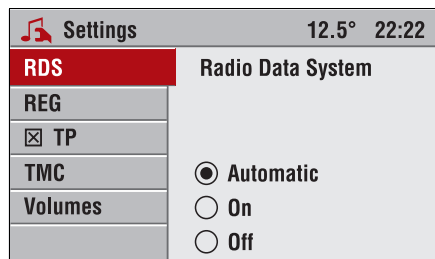 Settings 12.5° 22:22
RDS Radio Data System
REG
☒ TP
TMC Automatic
Volumes On
Off